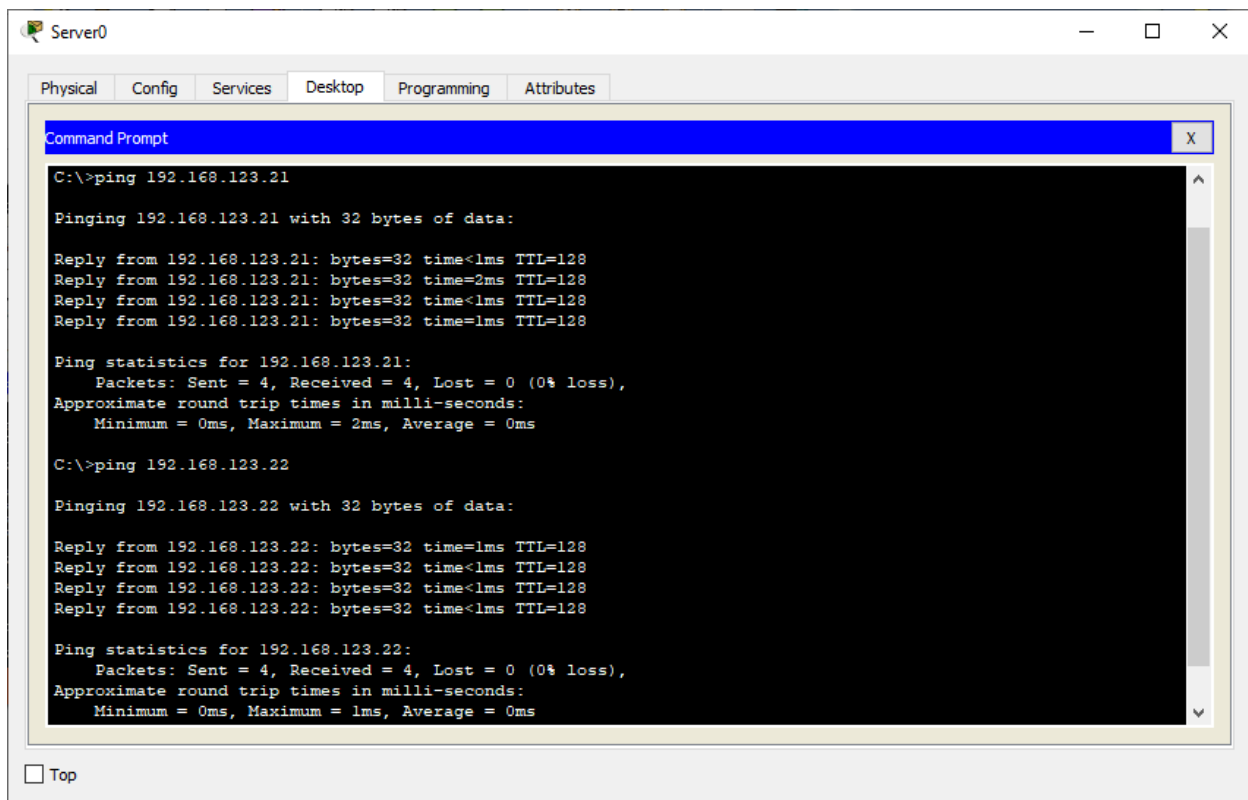 Server0
Physical Config Services Desktop Programming Attributes
Command Prompt X
C:\>ping 192.168.123.21
Pinging 192.168.123.21 with 32 bytes of data:
Reply from 192.168.123.21: bytes=32 time<1ms TTL=128
Reply from 192.168.123.21: bytes=32 time=2ms TTL=128
Reply from 192.168.123.21: bytes=32 time<1ms TTL=128
Reply from 192.168.123.21: bytes=32 time=1ms TTL=128
Ping statistics for 192.168.123.21:
Packets: Sent = 4, Received = 4, Lost = 0 (0% loss),
Approximate round trip times in milli-seconds:
Minimum = 0ms, Maximum = 2ms, Average = 0ms
C:\>ping 192.168.123.22
Pinging 192.168.123.22 with 32 bytes of data:
Reply from 192.168.123.22: bytes=32 time=1ms TTL=128
Reply from 192.168.123.22: bytes=32 time<1ms TTL=128
Reply from 192.168.123.22: bytes=32 time<1ms TTL=128
Reply from 192.168.123.22: bytes=32 time<1ms TTL=128
Ping statistics for 192.168.123.22:
Packets: Sent = 4, Received = 4, Lost = 0 (0% loss),
Approximate round trip times in milli-seconds:
Minimum = 0ms, Maximum = 1ms, Average = 0ms
Top